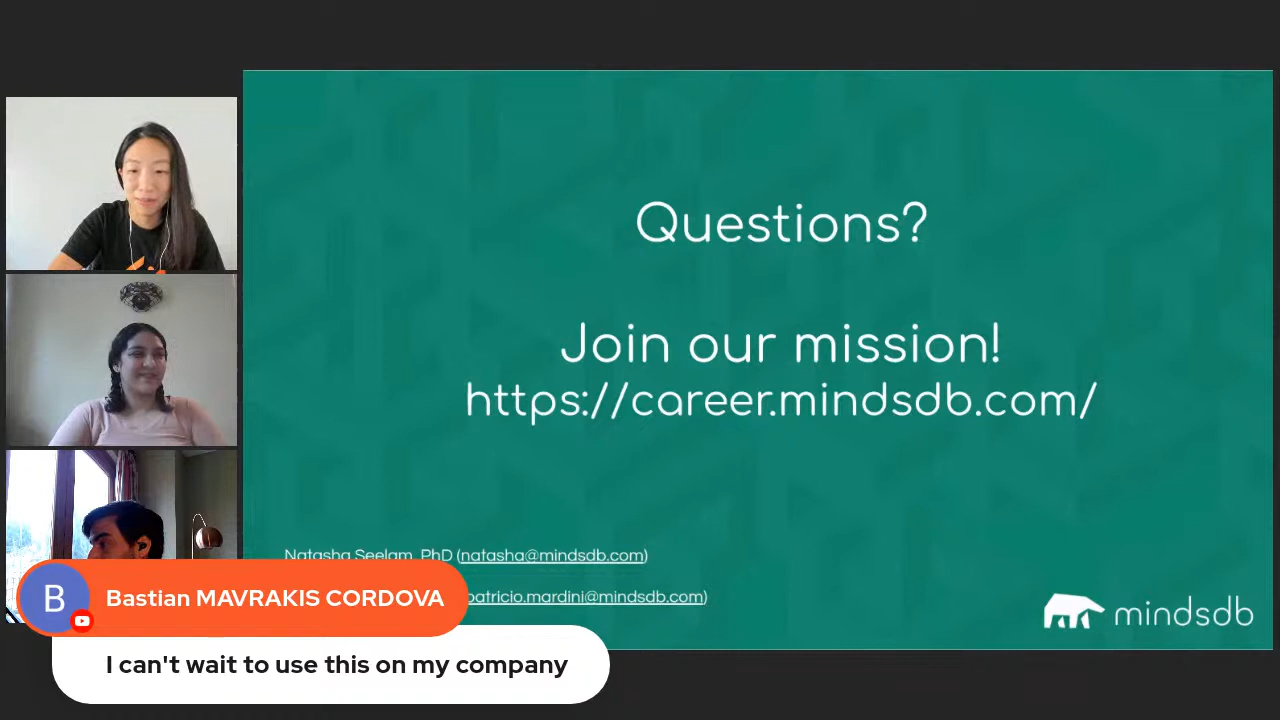 Questions?
Join our mission!
https://career.mindsdb.com/
Natasha Seelam, PhD (natasha@mindsdb.com)
patricio.mardini@mindsdb.com)
mindsdb
B
Bastian MAVRAKIS CORDOVA
I can't wait to use this on my company